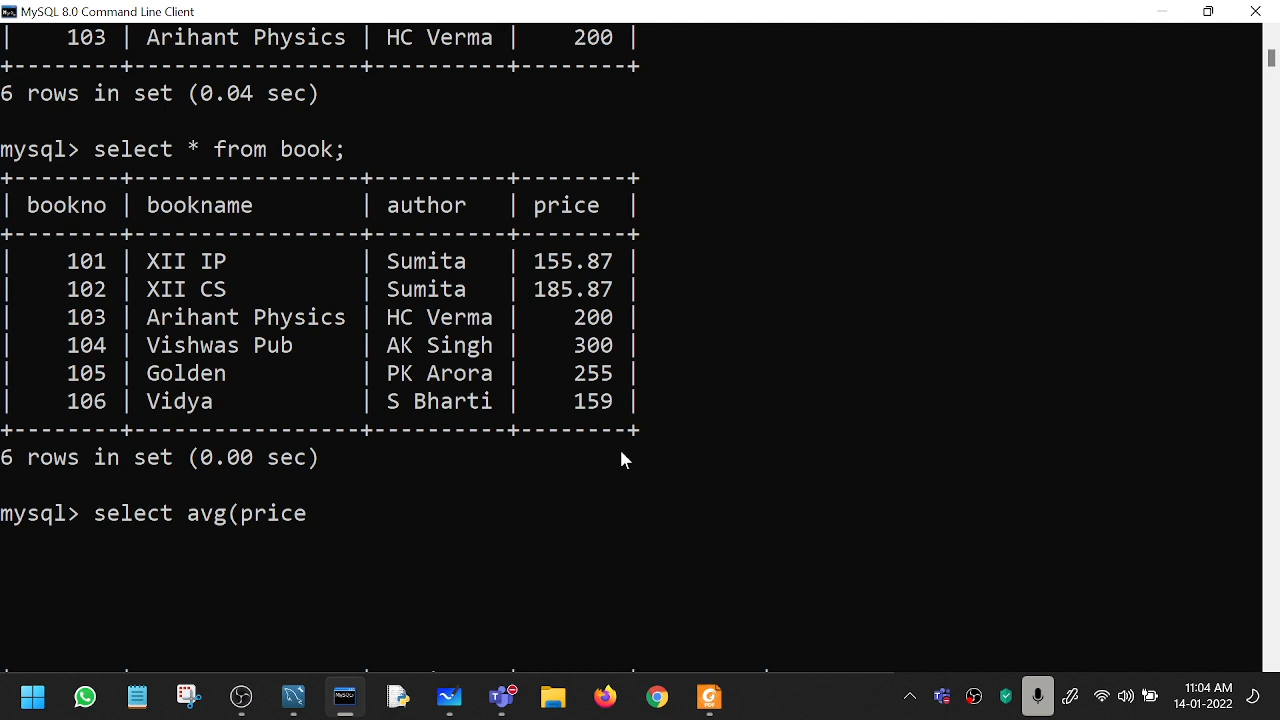 MySQL 8.0 Command Line Client
| 103 | Arihant Physics | HC Verma | 200 |
+--------+-----------------+----------+--------+
6 rows in set (0.04 sec)
mysql> select * from book;
+--------+-----------------+----------+--------+
| bookno | bookname | author | price |
+--------+-----------------+----------+--------+
| 101 | XII IP | Sumita | 155.87 |
| 102 | XII CS | Sumita | 185.87 |
| 103 | Arihant Physics | HC Verma | 200 |
| 104 | Vishwas Pub | AK Singh | 300 |
| 105 | Golden | PK Arora | 255 |
| 106 | Vidya | S Bharti | 159 |
+--------+-----------------+----------+--------+
6 rows in set (0.00 sec)
mysql> select avg(price
11:04 AM
14-01-2022